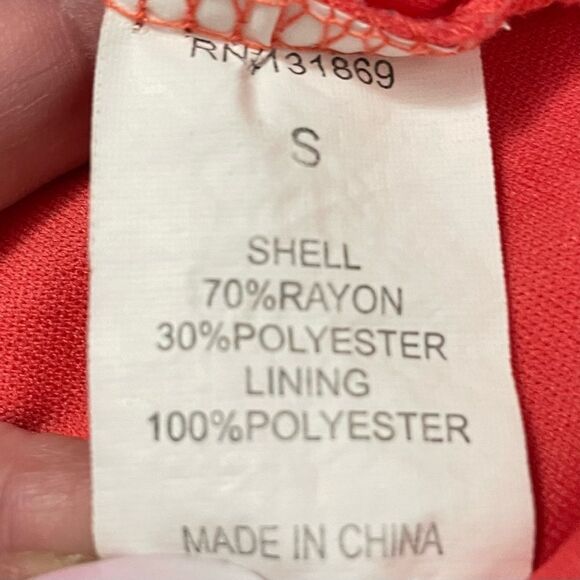 RN#131869
S
SHELL
70%RAYON
30%POLYESTER
LINING
100%POLYESTER
MADE IN CHINA